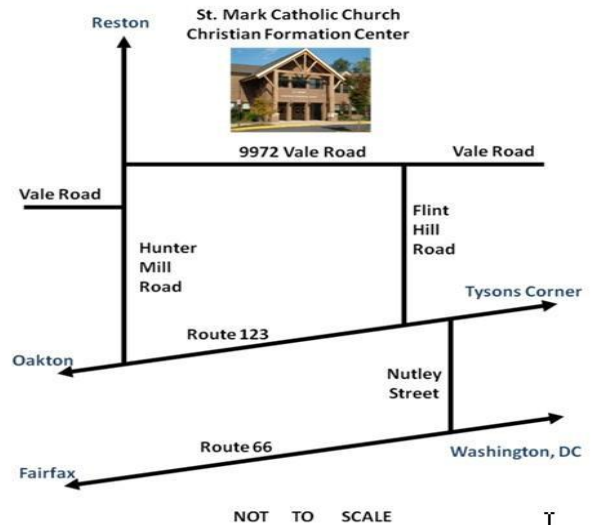 Reston
St. Mark Catholic Church
Christian Formation Center
9972 Vale Road
Vale Road
Vale Road
Flint
Hill
Road
Hunter
Mill
Road
Tysons Corner
Route 123
Oakton
Nutley
Street
Route 66
Washington, DC
Fairfax
NOT TO SCALE